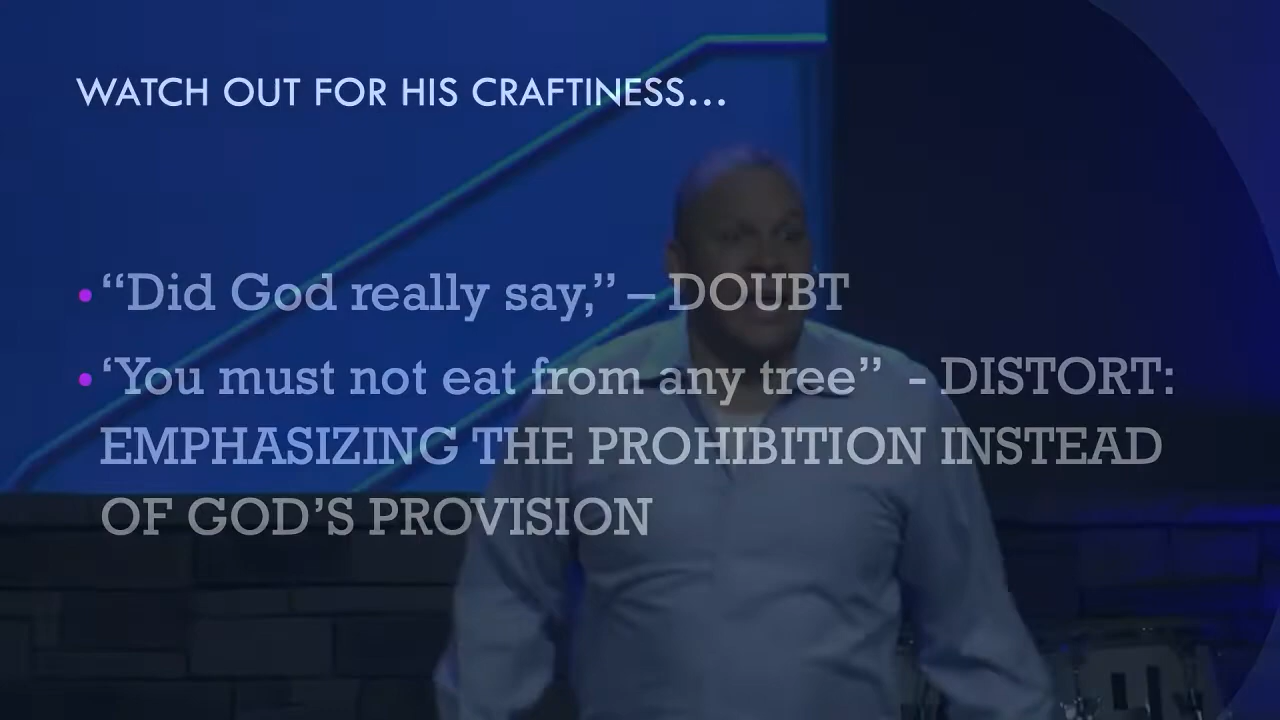 WATCH OUT FOR HIS CRAFTINESS…
• “Did God really say,” – DOUBT
• ‘You must not eat from any tree”  - DISTORT:
EMPHASIZING THE PROHIBITION INSTEAD
OF GOD’S PROVISION